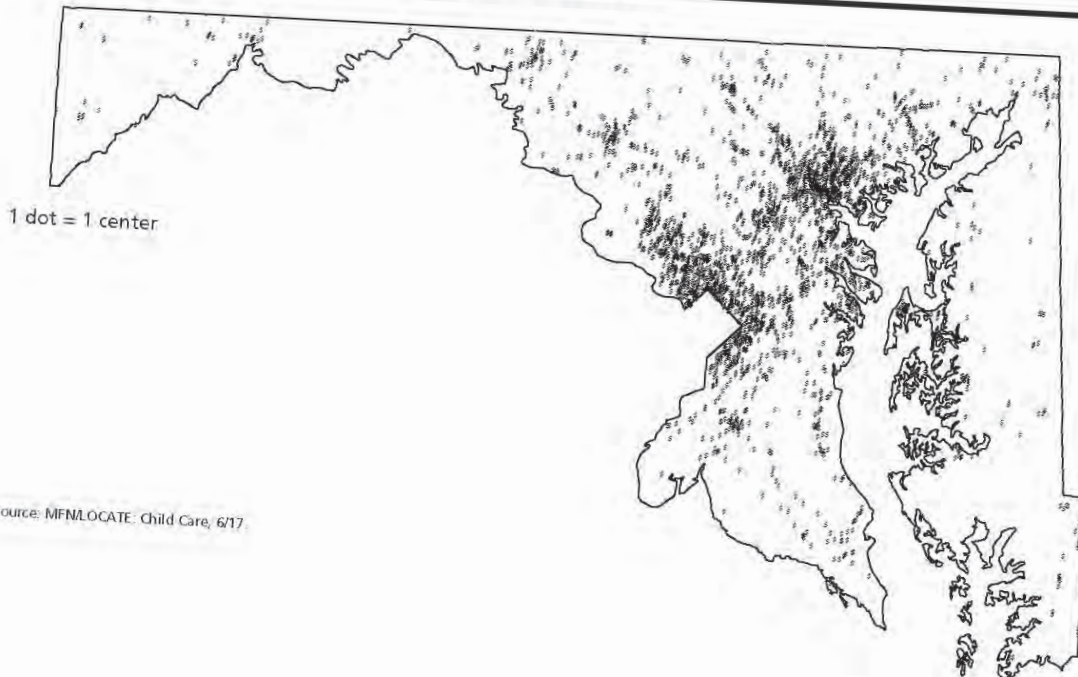 1 dot = 1 center
ource: MFN/LOCATE: Child Care, 6/17.